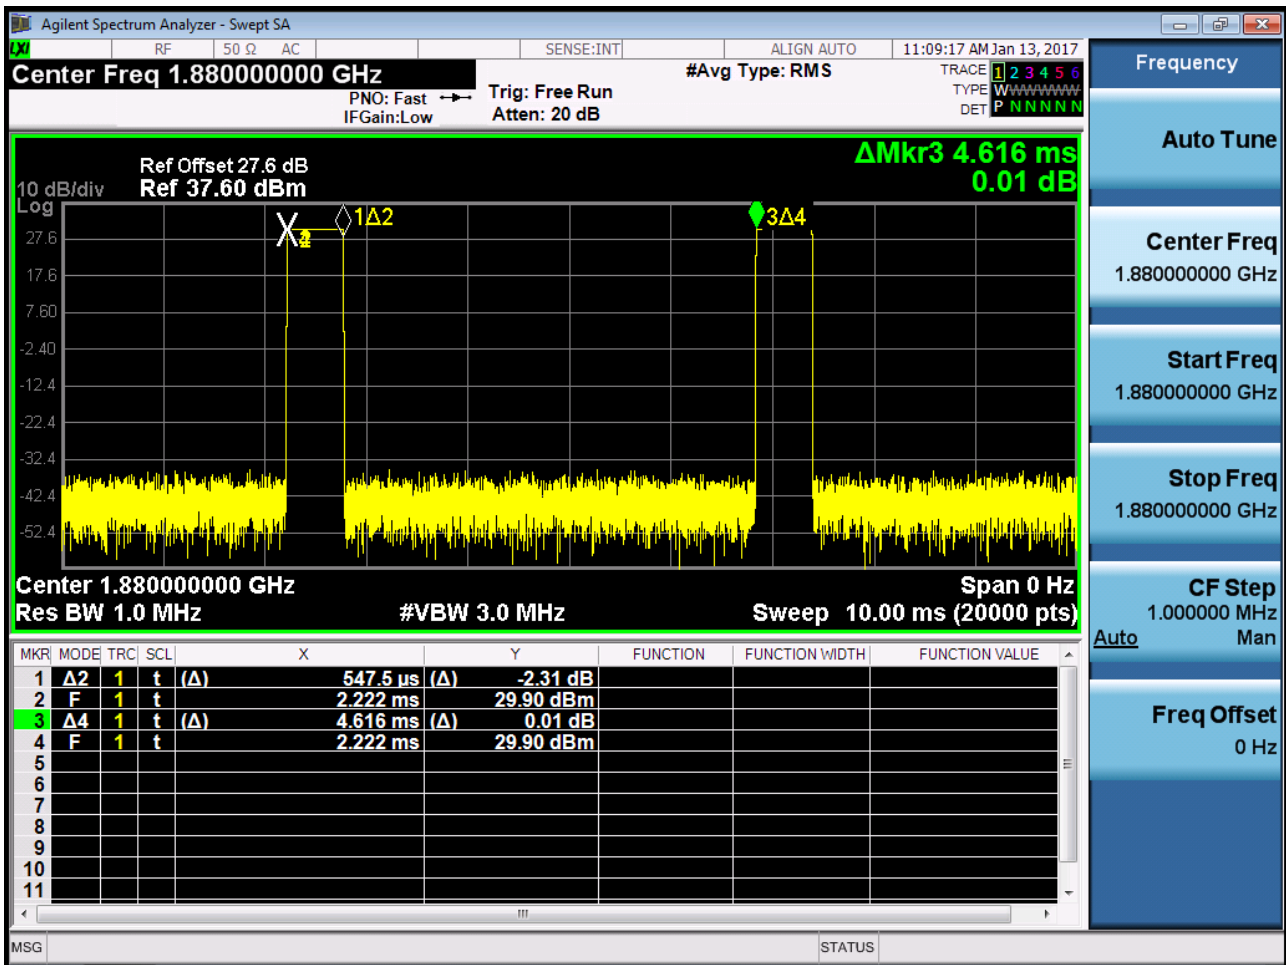 Agilent Spectrum Analyzer - Swept SA
LXI RF 50 Ω AC SENSE:INT ALIGN AUTO 11:09:17 AM Jan 13, 2017
Center Freq 1.880000000 GHz
PNO: Fast
IFGain:Low
Trig: Free Run
Atten: 20 dB
#Avg Type: RMS
TRACE 1 2 3 4 5 6
TYPE WWWWWW
DET P N N N N N
ΔMkr3 4.616 ms
0.01 dB
Ref Offset 27.6 dB
10 dB/div Ref 37.60 dBm
Log
1Δ2
3Δ4
27.6
17.6
7.60
-2.40
-12.4
-22.4
-32.4
-42.4
-52.4
Center 1.880000000 GHz Span 0 Hz
Res BW 1.0 MHz #VBW 3.0 MHz Sweep 10.00 ms (20000 pts)
MKR MODE TRC SCL X Y FUNCTION FUNCTION WIDTH FUNCTION VALUE
1 Δ2 1 t (Δ) 547.5 µs (Δ) -2.31 dB
2 F 1 t 2.222 ms 29.90 dBm
3 Δ4 1 t (Δ) 4.616 ms (Δ) 0.01 dB
4 F 1 t 2.222 ms 29.90 dBm
5
6
7
8
9
10
11
MSG STATUS
Frequency
Auto Tune
Center Freq
1.880000000 GHz
Start Freq
1.880000000 GHz
Stop Freq
1.880000000 GHz
CF Step
1.000000 MHz
Auto Man
Freq Offset
0 Hz